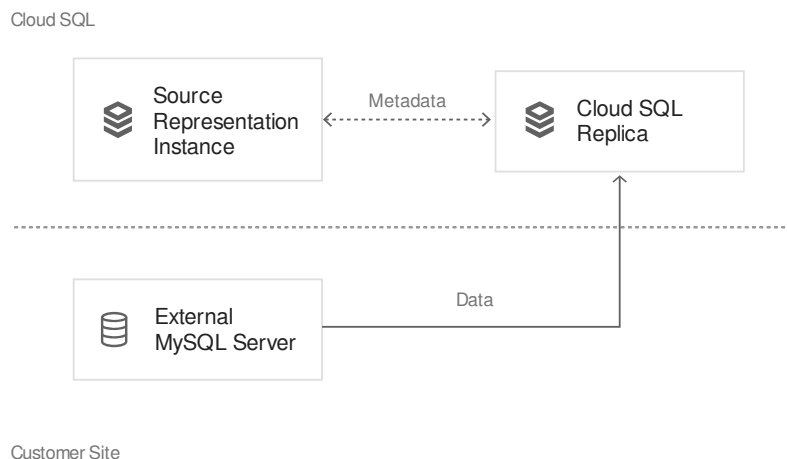 Cloud SQL
Source
Representation
Instance
Metadata
Cloud SQL
Replica
External
MySQL Server
Data
Customer Site